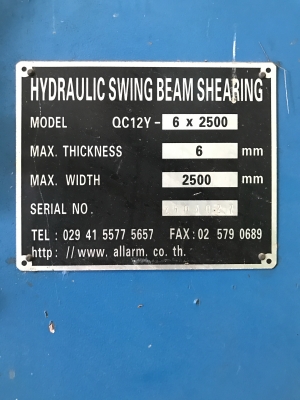 HYDRAULIC SWING BEAM SHEARING
MODEL QC12Y- 6 x 2500
MAX. THICKNESS 6 mm
MAX. WIDTH 2500 mm
SERIAL NO.
TEL: 029 41 5577 5657 FAX: 02 579 0689
http: //www. allarm. co. th.